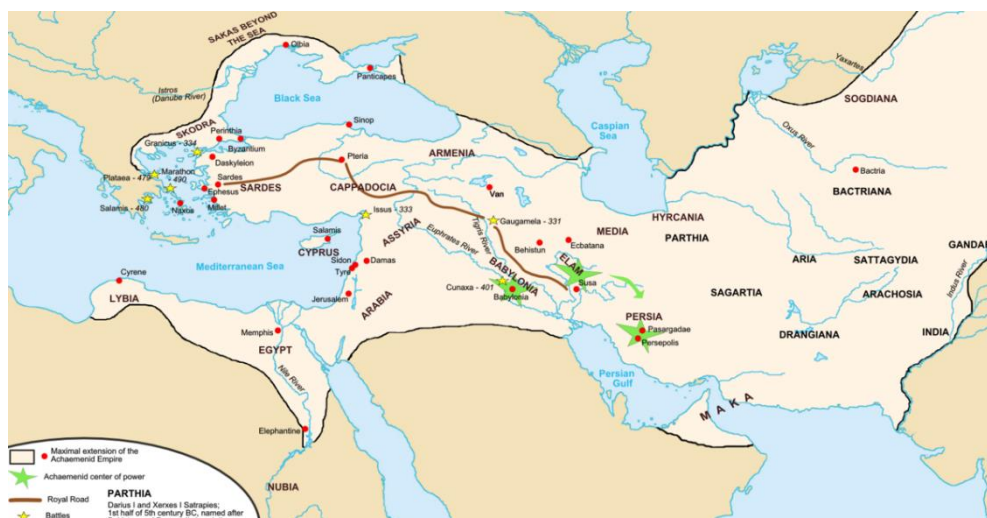 SAKAS BEYOND
THE SEA
Olbia
Panticapes
Istros
(Danube River)
Black Sea
Caspian
Sea
Yaxartes
SOGDIANA
Oxus River
SKODRA
Perinthia
Byzantium
Sinop
Granicus - 334
Daskyleion
Pteria
ARMENIA
Bactria
BACTRIANA
Plataea - 479
Marathon
- 490
Sardes
SARDES
CAPPADOCIA
Van
Salamis - 480
Ephesus
Millet
Naxos
Issus - 333
ASSYRIA
Tigris River
Gaugamela - 331
HYRCANIA
MEDIA
PARTHIA
Euphrates River
Behistun
Ecbatana
GANDAR
Salamis
CYPRUS
Mediterranean Sea
Sidon
Tyre
Damas
BABYLONIA
ELAM
ARIA
SATTAGYDIA
Indus River
Cyrene
LYBIA
Jerusalem
ARABIA
Cunaxa - 401
Babylonia
Susa
SAGARTIA
ARACHOSIA
PERSIA
Pasargadae
Persepolis
DRANGIANA
INDIA
Memphis
EGYPT
Nile River
Persian
Gulf
MAKA
Elephantine
NUBIA
Maximal extension of the
Achaemenid Empire
Achaemenid center of power
Royal Road
Battles
PARTHIA
Darius I and Xerxes I Satrapies;
1st half of 5th century BC, named after